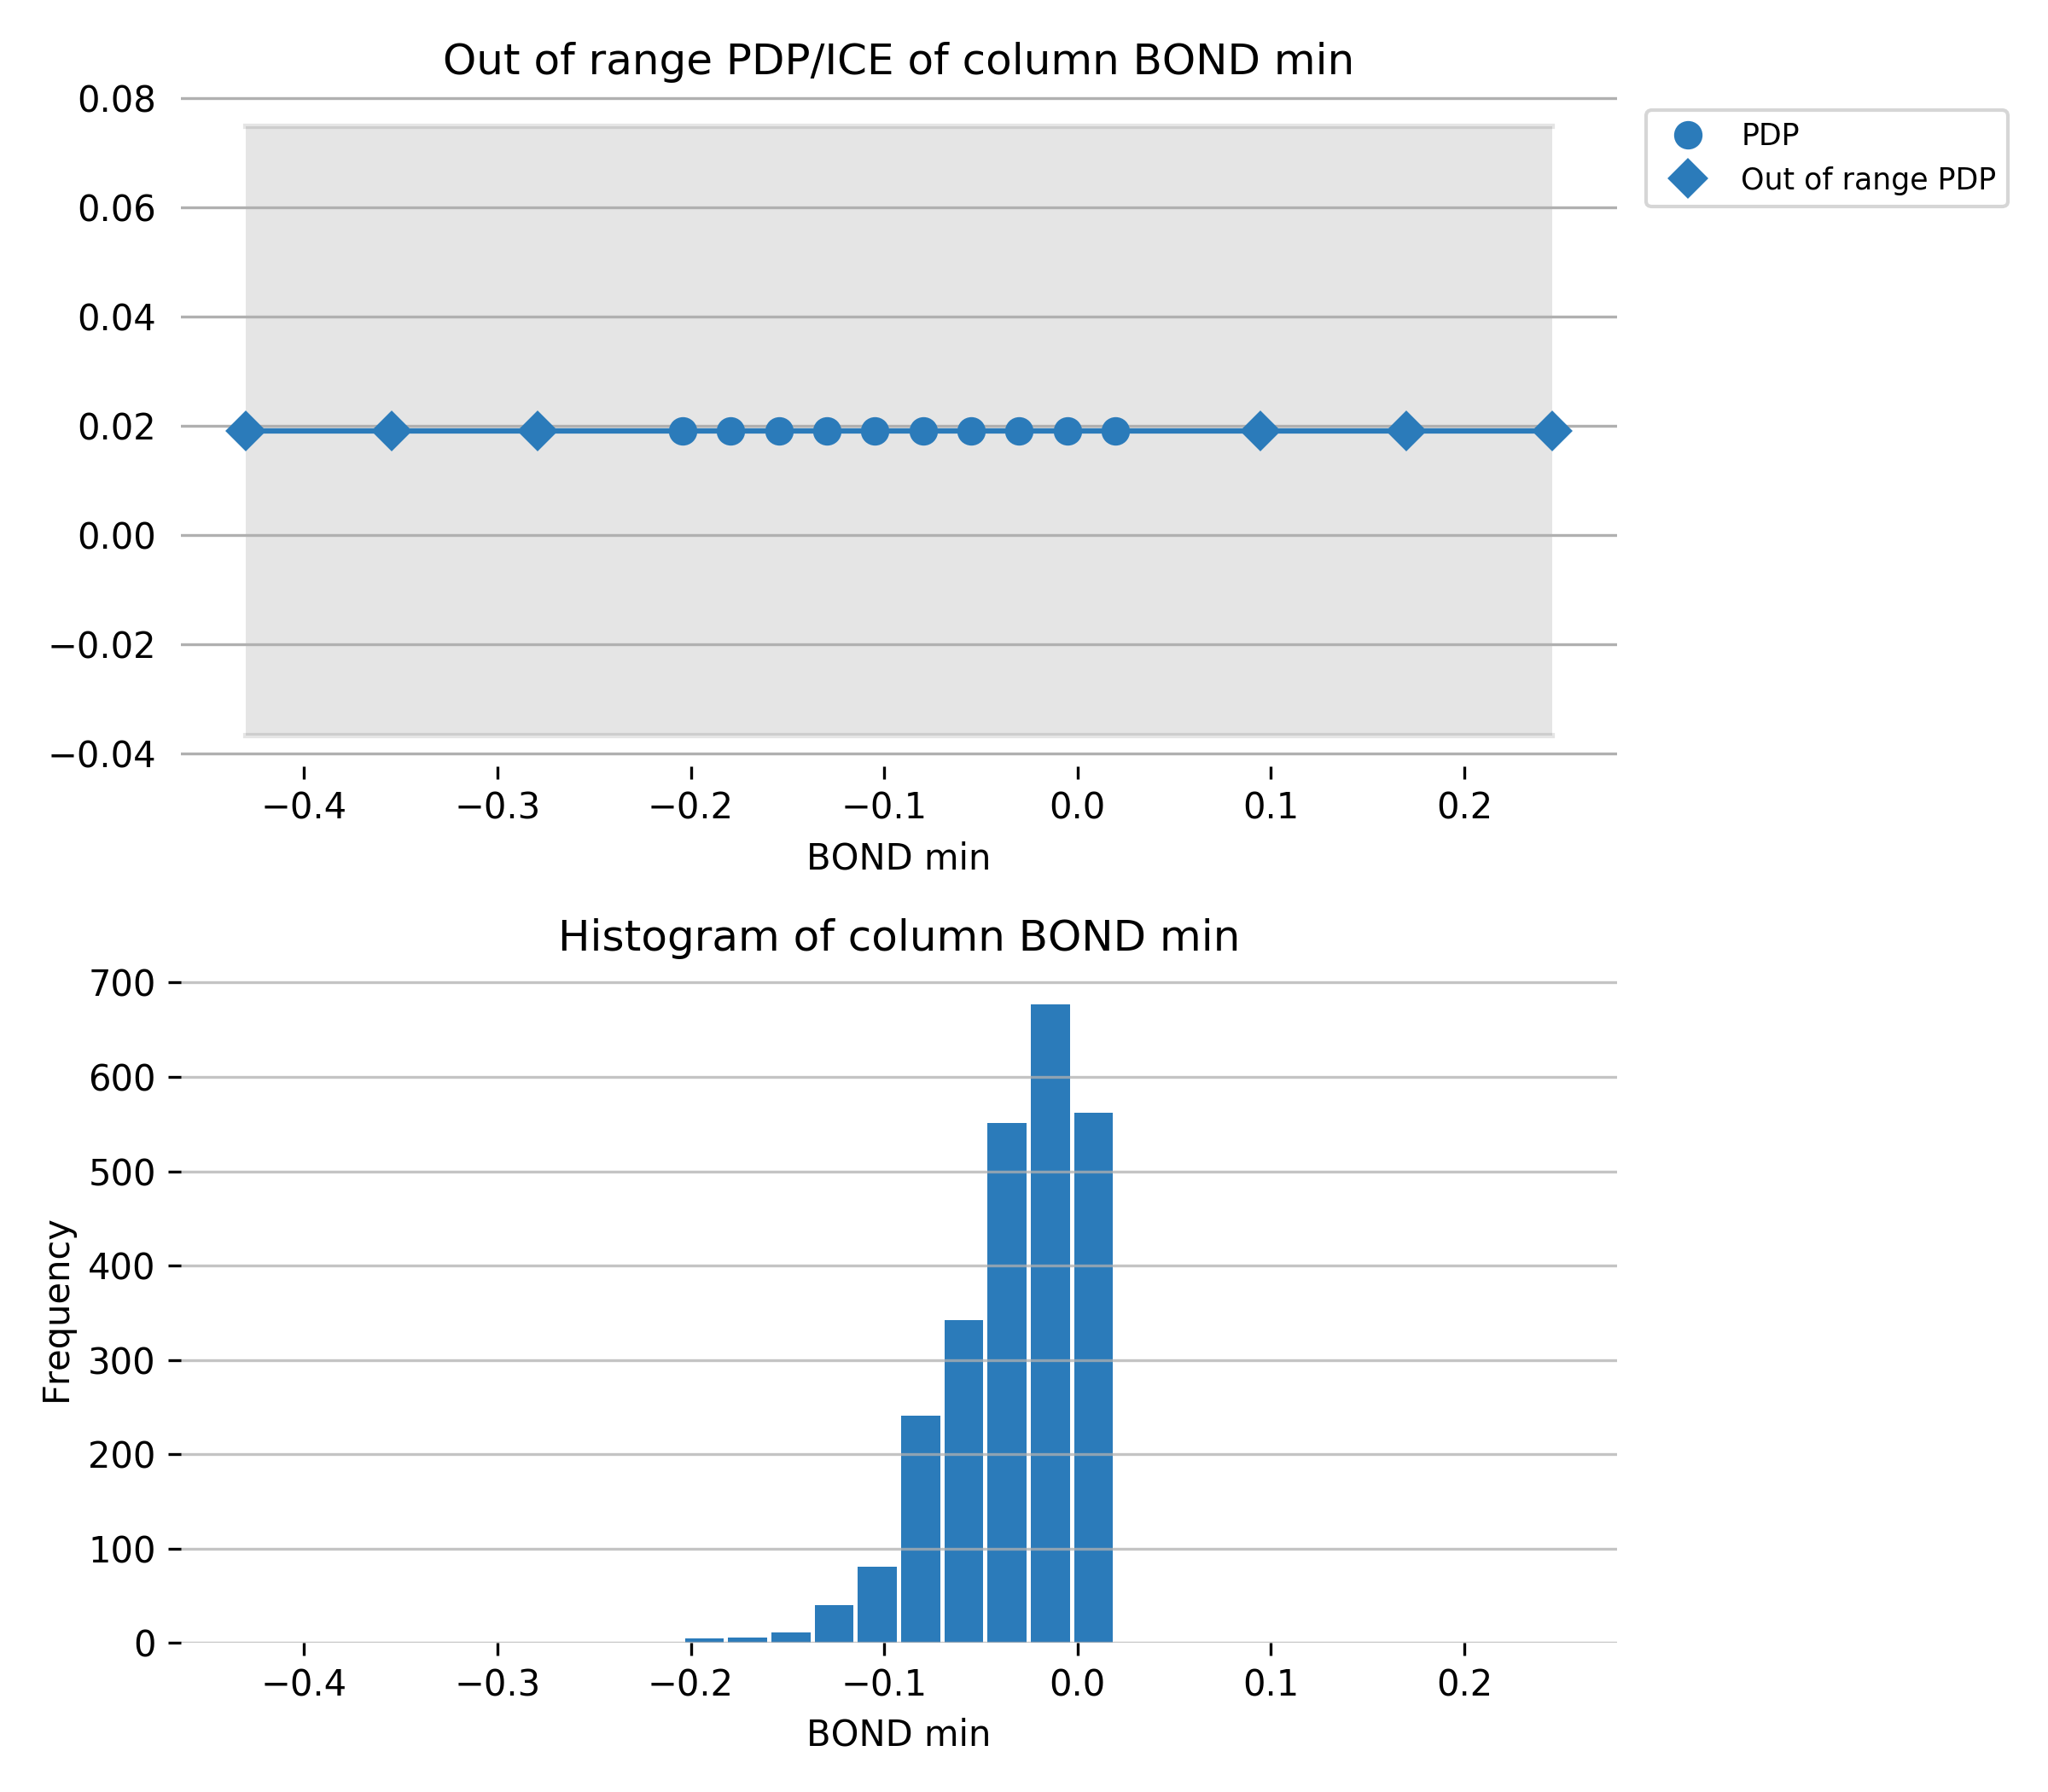 Out of range PDP/ICE of column BOND min
0.08
0.06
0.04
0.02
0.00
−0.02
−0.04
−0.4 −0.3 −0.2 −0.1 0.0 0.1 0.2
BOND min
PDP
Out of range PDP
Histogram of column BOND min
700
600
500
400
300
200
100
0
Frequency
−0.4 −0.3 −0.2 −0.1 0.0 0.1 0.2
BOND min